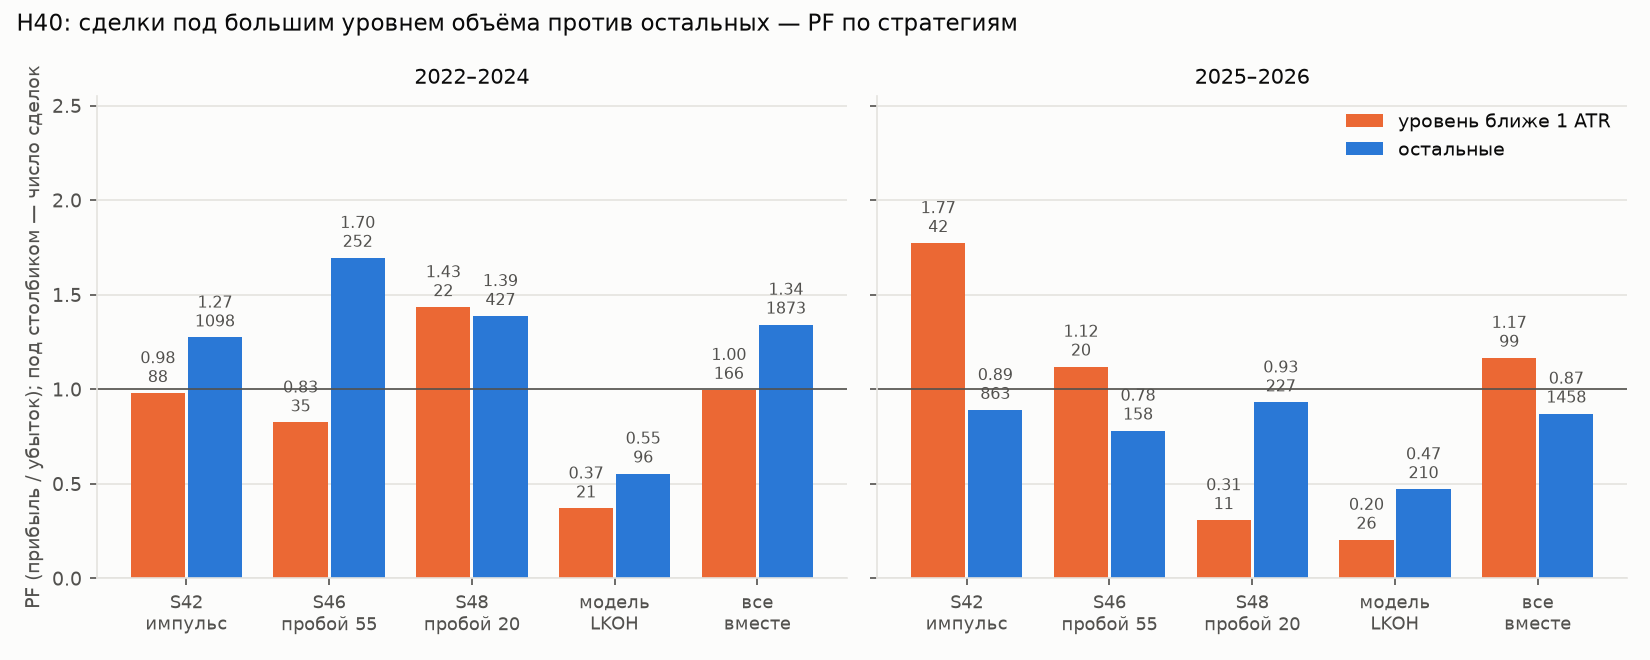 H40: сделки под большим уровнем объёма против остальных — PF по стратегиям
PF (прибыль / убыток); под столбиком — число сделок
2022–2024
2.5
2.0
1.5
1.0
0.5
0.0
0.98
88
1.27
1098
0.83
35
1.70
252
1.43
22
1.39
427
0.37
21
0.55
96
1.00
166
1.34
1873
S42
импульс
S46
пробой 55
S48
пробой 20
модель
LKOH
все
вместе
2025–2026
уровень ближе 1 ATR
остальные
1.77
42
0.89
863
1.12
20
0.78
158
0.31
11
0.93
227
0.20
26
0.47
210
1.17
99
0.87
1458
S42
импульс
S46
пробой 55
S48
пробой 20
модель
LKOH
все
вместе